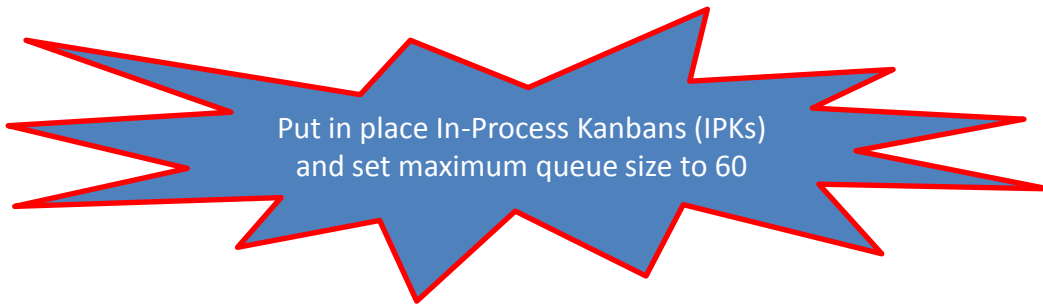 Put in place In-Process Kanbans (IPKs)
and set maximum queue size to 60